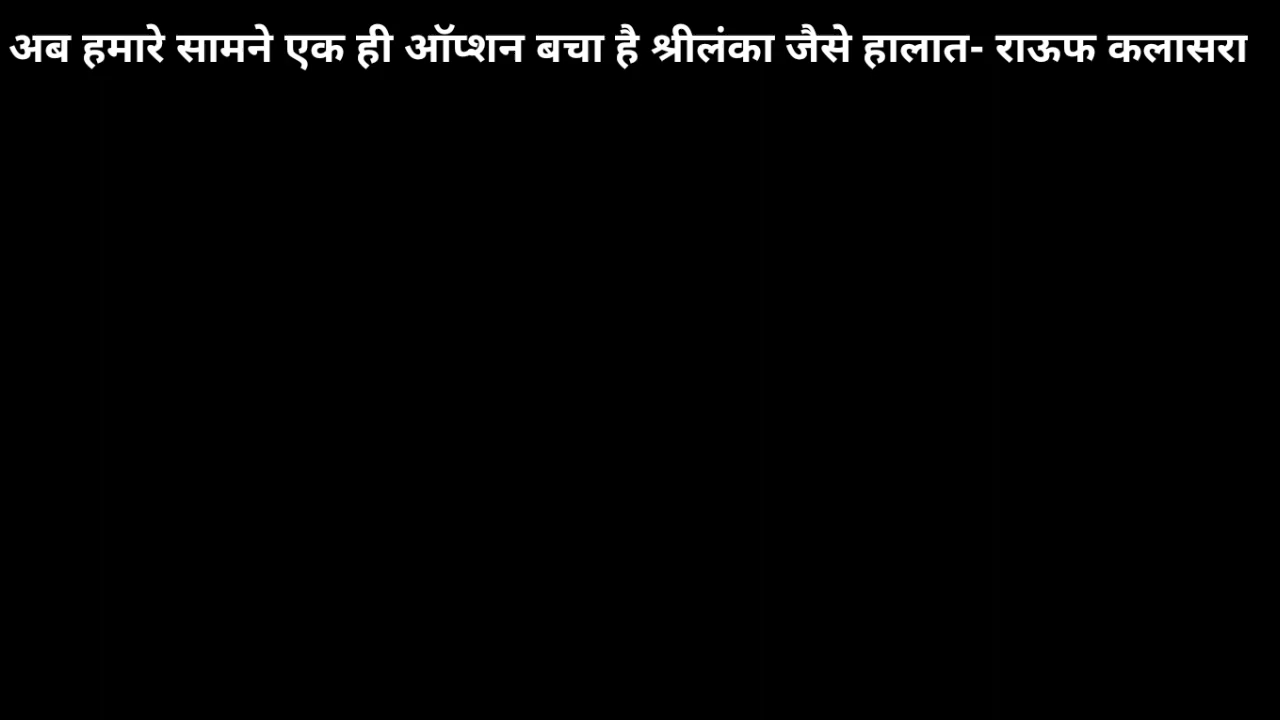 अब हमारे सामने एक ही ऑप्शन बचा है श्रीलंका जैसे हालात- राऊफ कलासरा